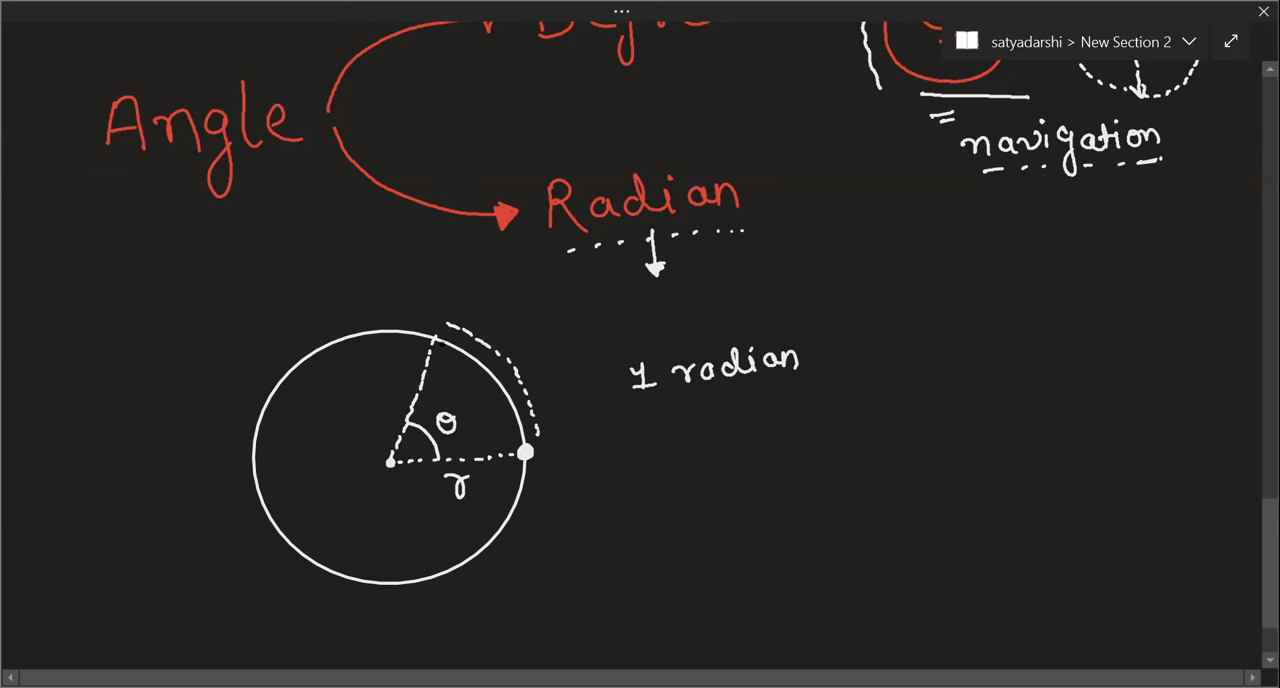 satyadarshi > New Section 2
Angle
navigation
Radian
1 radian
θ
r